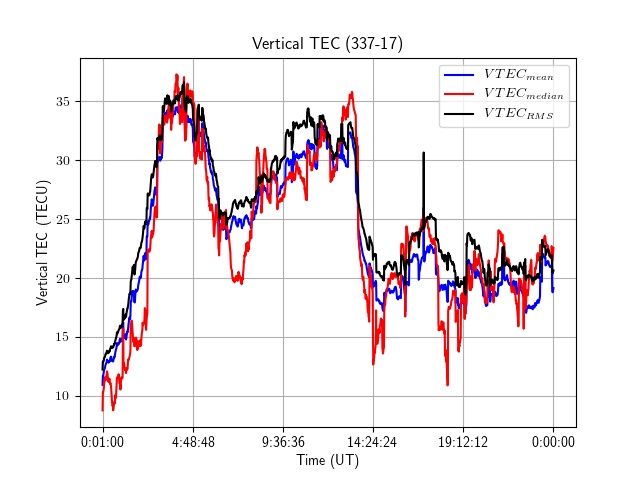 Vertical TEC (337-17)
VTEC_mean
VTEC_median
VTEC_RMS
Vertical TEC (TECU)
35
30
25
20
15
10
0:01:00 4:48:48 9:36:36 14:24:24 19:12:12 0:00:00
Time (UT)